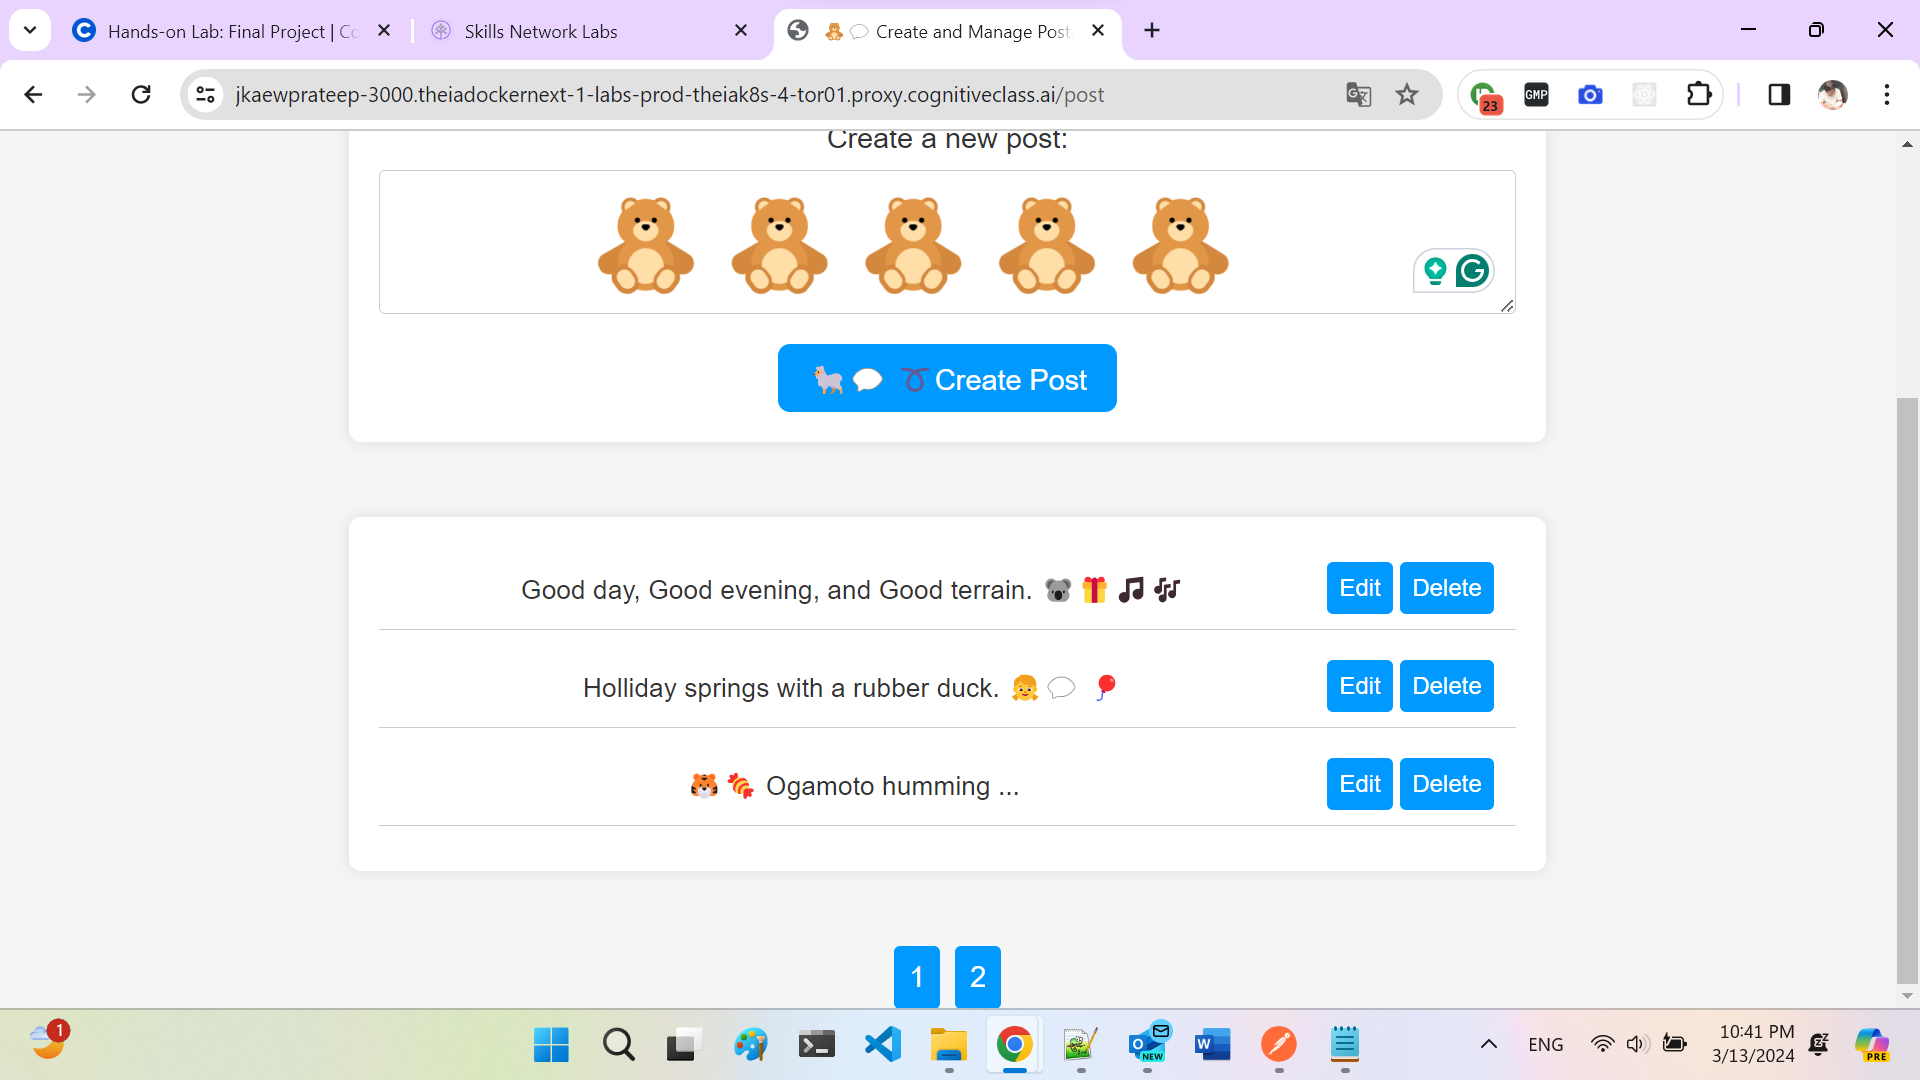 Hands-on Lab: Final Project | Co
Skills Network Labs
🧸💬 Create and Manage Post
jkaewprateep-3000.theiadockernext-1-labs-prod-theiak8s-4-tor01.proxy.cognitiveclass.ai/post
23
GMP
Create a new post:
🧸 🧸 🧸 🧸 🧸
🐐💬 ➰ Create Post
Good day, Good evening, and Good terrain. 🐨 🎁 🎵 🎶
Edit
Delete
Holliday springs with a rubber duck. 👧 💬 🎈
Edit
Delete
🐯 🍬 Ogamoto humming ...
Edit
Delete
1
2
1
NEW
W
ENG
10:41 PM
3/13/2024
PRE